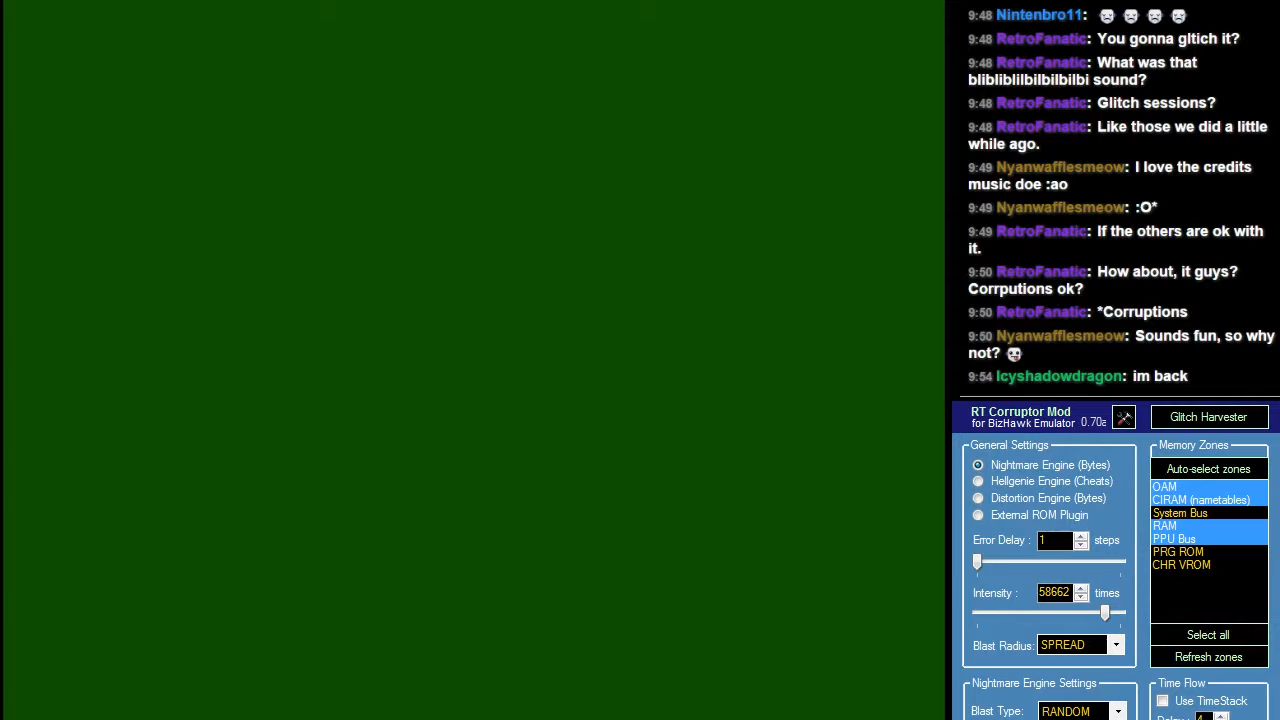 9:48 Nintenbro11:
9:48 RetroFanatic: You gonna gltich it?
9:48 RetroFanatic: What was that
blibliblilbilbilbilbi sound?
9:48 RetroFanatic: Glitch sessions?
9:48 RetroFanatic: Like those we did a little
while ago.
9:49 Nyanwafflesmeow: I love the credits
music doe :ao
9:49 Nyanwafflesmeow: :O*
9:49 RetroFanatic: If the others are ok with
it.
9:50 RetroFanatic: How about, it guys?
Corrputions ok?
9:50 RetroFanatic: *Corruptions
9:50 Nyanwafflesmeow: Sounds fun, so why
not?
9:54 Icyshadowdragon: im back
RT Corruptor Mod
for BizHawk Emulator 0.70a
Glitch Harvester
General Settings
Nightmare Engine (Bytes)
Hellgenie Engine (Cheats)
Distortion Engine (Bytes)
External ROM Plugin
Error Delay : 1 steps
Intensity : 58662 times
Blast Radius: SPREAD
Memory Zones
Auto-select zones
OAM
CIRAM (nametables)
System Bus
RAM
PPU Bus
PRG ROM
CHR VROM
Select all
Refresh zones
Nightmare Engine Settings
Blast Type: RANDOM
Time Flow
Use TimeStack